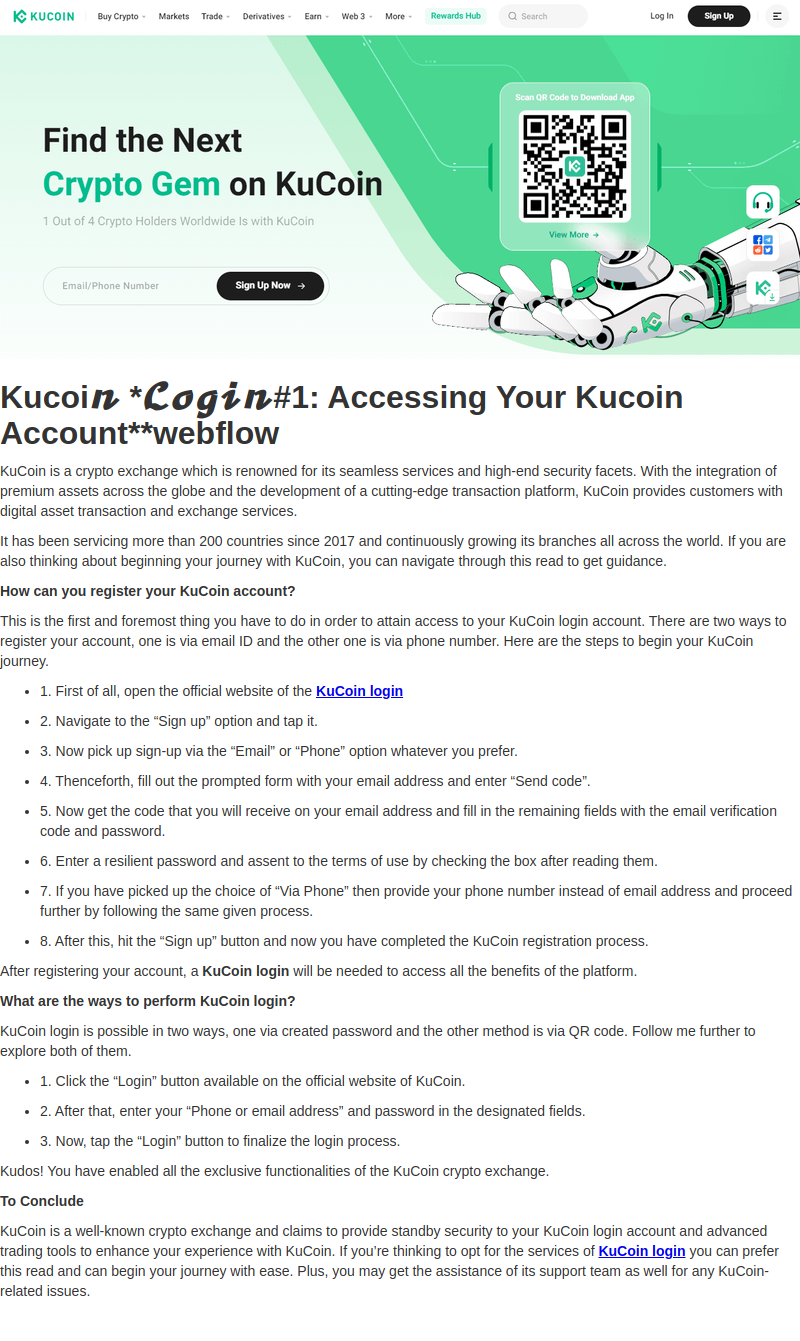 KUCOIN Buy Crypto Markets Trade Derivatives Earn Web 3 More Rewards Hub Search Log In Sign Up
Scan QR Code to Download App
Find the Next
Crypto Gem on KuCoin
1 Out of 4 Crypto Holders Worldwide Is with KuCoin
View More →
Email/Phone Number Sign Up Now →
Kucoi𝙣 *𝓛𝓸𝓰𝓲𝓷#1: Accessing Your Kucoin
Account**webflow
KuCoin is a crypto exchange which is renowned for its seamless services and high-end security facets. With the integration of
premium assets across the globe and the development of a cutting-edge transaction platform, KuCoin provides customers with
digital asset transaction and exchange services.
It has been servicing more than 200 countries since 2017 and continuously growing its branches all across the world. If you are
also thinking about beginning your journey with KuCoin, you can navigate through this read to get guidance.
How can you register your KuCoin account?
This is the first and foremost thing you have to do in order to attain access to your KuCoin login account. There are two ways to
register your account, one is via email ID and the other one is via phone number. Here are the steps to begin your KuCoin
journey.
• 1. First of all, open the official website of the KuCoin login
• 2. Navigate to the “Sign up” option and tap it.
• 3. Now pick up sign-up via the “Email” or “Phone” option whatever you prefer.
• 4. Thenceforth, fill out the prompted form with your email address and enter “Send code”.
• 5. Now get the code that you will receive on your email address and fill in the remaining fields with the email verification
code and password.
• 6. Enter a resilient password and assent to the terms of use by checking the box after reading them.
• 7. If you have picked up the choice of “Via Phone” then provide your phone number instead of email address and proceed
further by following the same given process.
• 8. After this, hit the “Sign up” button and now you have completed the KuCoin registration process.
After registering your account, a KuCoin login will be needed to access all the benefits of the platform.
What are the ways to perform KuCoin login?
KuCoin login is possible in two ways, one via created password and the other method is via QR code. Follow me further to
explore both of them.
• 1. Click the “Login” button available on the official website of KuCoin.
• 2. After that, enter your “Phone or email address” and password in the designated fields.
• 3. Now, tap the “Login” button to finalize the login process.
Kudos! You have enabled all the exclusive functionalities of the KuCoin crypto exchange.
To Conclude
KuCoin is a well-known crypto exchange and claims to provide standby security to your KuCoin login account and advanced
trading tools to enhance your experience with KuCoin. If you’re thinking to opt for the services of KuCoin login you can prefer
this read and can begin your journey with ease. Plus, you may get the assistance of its support team as well for any KuCoin-
related issues.